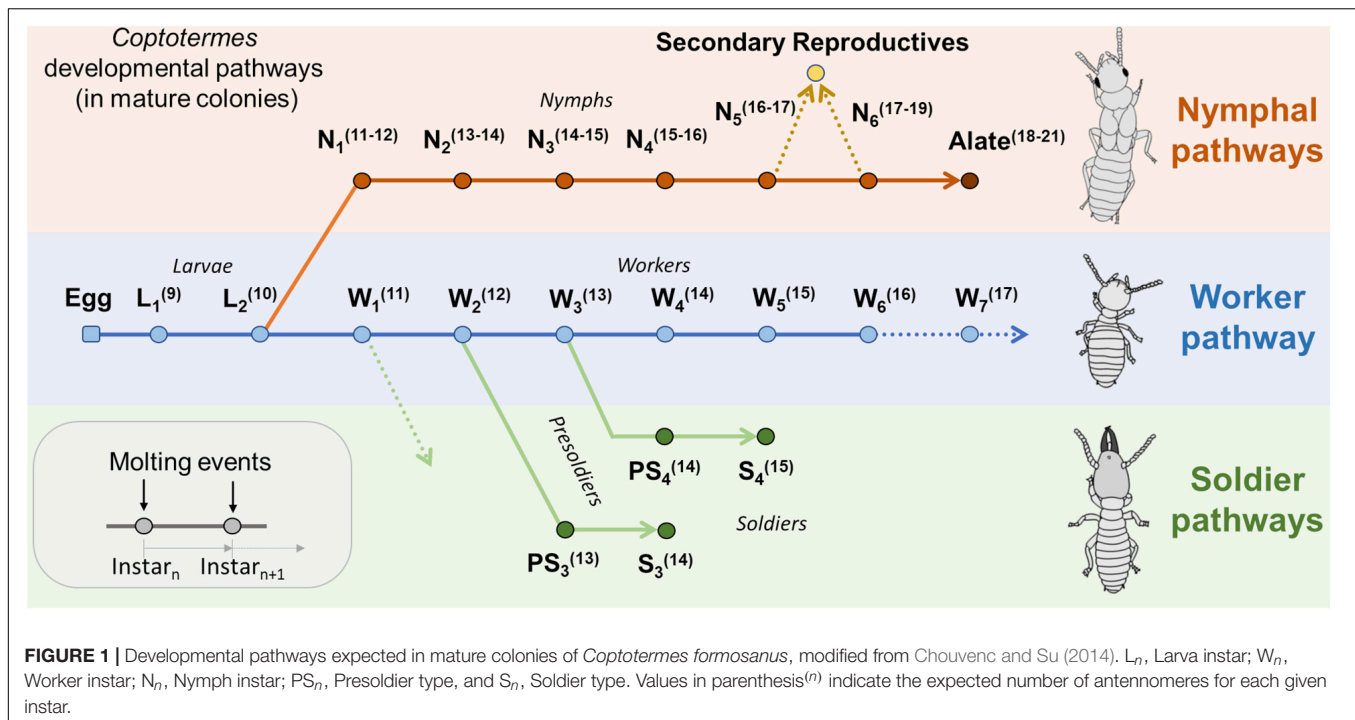 Coptotermes
developmental pathways
(in mature colonies)
Secondary Reproductives
Nymphs
N₁⁽¹¹⁻¹²⁾ N₂⁽¹³⁻¹⁴⁾ N₃⁽¹⁴⁻¹⁵⁾ N₄⁽¹⁵⁻¹⁶⁾ N₅⁽¹⁶⁻¹⁷⁾ N₆⁽¹⁷⁻¹⁹⁾ Alate⁽¹⁸⁻²¹⁾
Nymphal
pathways
Larvae Workers
Egg L₁⁽⁹⁾ L₂⁽¹⁰⁾ W₁⁽¹¹⁾ W₂⁽¹²⁾ W₃⁽¹³⁾ W₄⁽¹⁴⁾ W₅⁽¹⁵⁾ W₆⁽¹⁶⁾ W₇⁽¹⁷⁾
Worker
pathway
Presoldiers
PS₄⁽¹⁴⁾ S₄⁽¹⁵⁾
Soldiers
PS₃⁽¹³⁾ S₃⁽¹⁴⁾
Soldier
pathways
Molting events
Instarₙ Instarₙ₊₁
FIGURE 1 | Developmental pathways expected in mature colonies of Coptotermes formosanus, modified from Chouvenc and Su (2014). Lₙ, Larva instar; Wₙ,
Worker instar; Nₙ, Nymph instar; PSₙ, Presoldier type, and Sₙ, Soldier type. Values in parenthesis⁽ⁿ⁾ indicate the expected number of antennomeres for each given
instar.